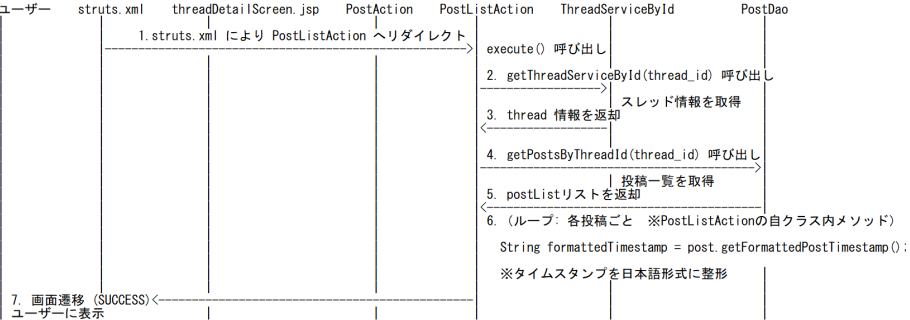 ユーザー struts.xml threadDetailScreen.jsp PostAction PostListAction ThreadServiceById PostDao
1.struts.xml により PostListAction へリダイレクト
execute() 呼び出し
2. getThreadServiceById(thread_id) 呼び出し
スレッド情報を取得
3. thread 情報を返却
4. getPostsByThreadId(thread_id) 呼び出し
投稿一覧を取得
5. postListリストを返却
6. (ループ: 各投稿ごと ※PostListActionの自クラス内メソッド)
String formattedTimestamp = post.getFormattedPostTimestamp();
※タイムスタンプを日本語形式に整形
7. 画面遷移 (SUCCESS)
ユーザーに表示